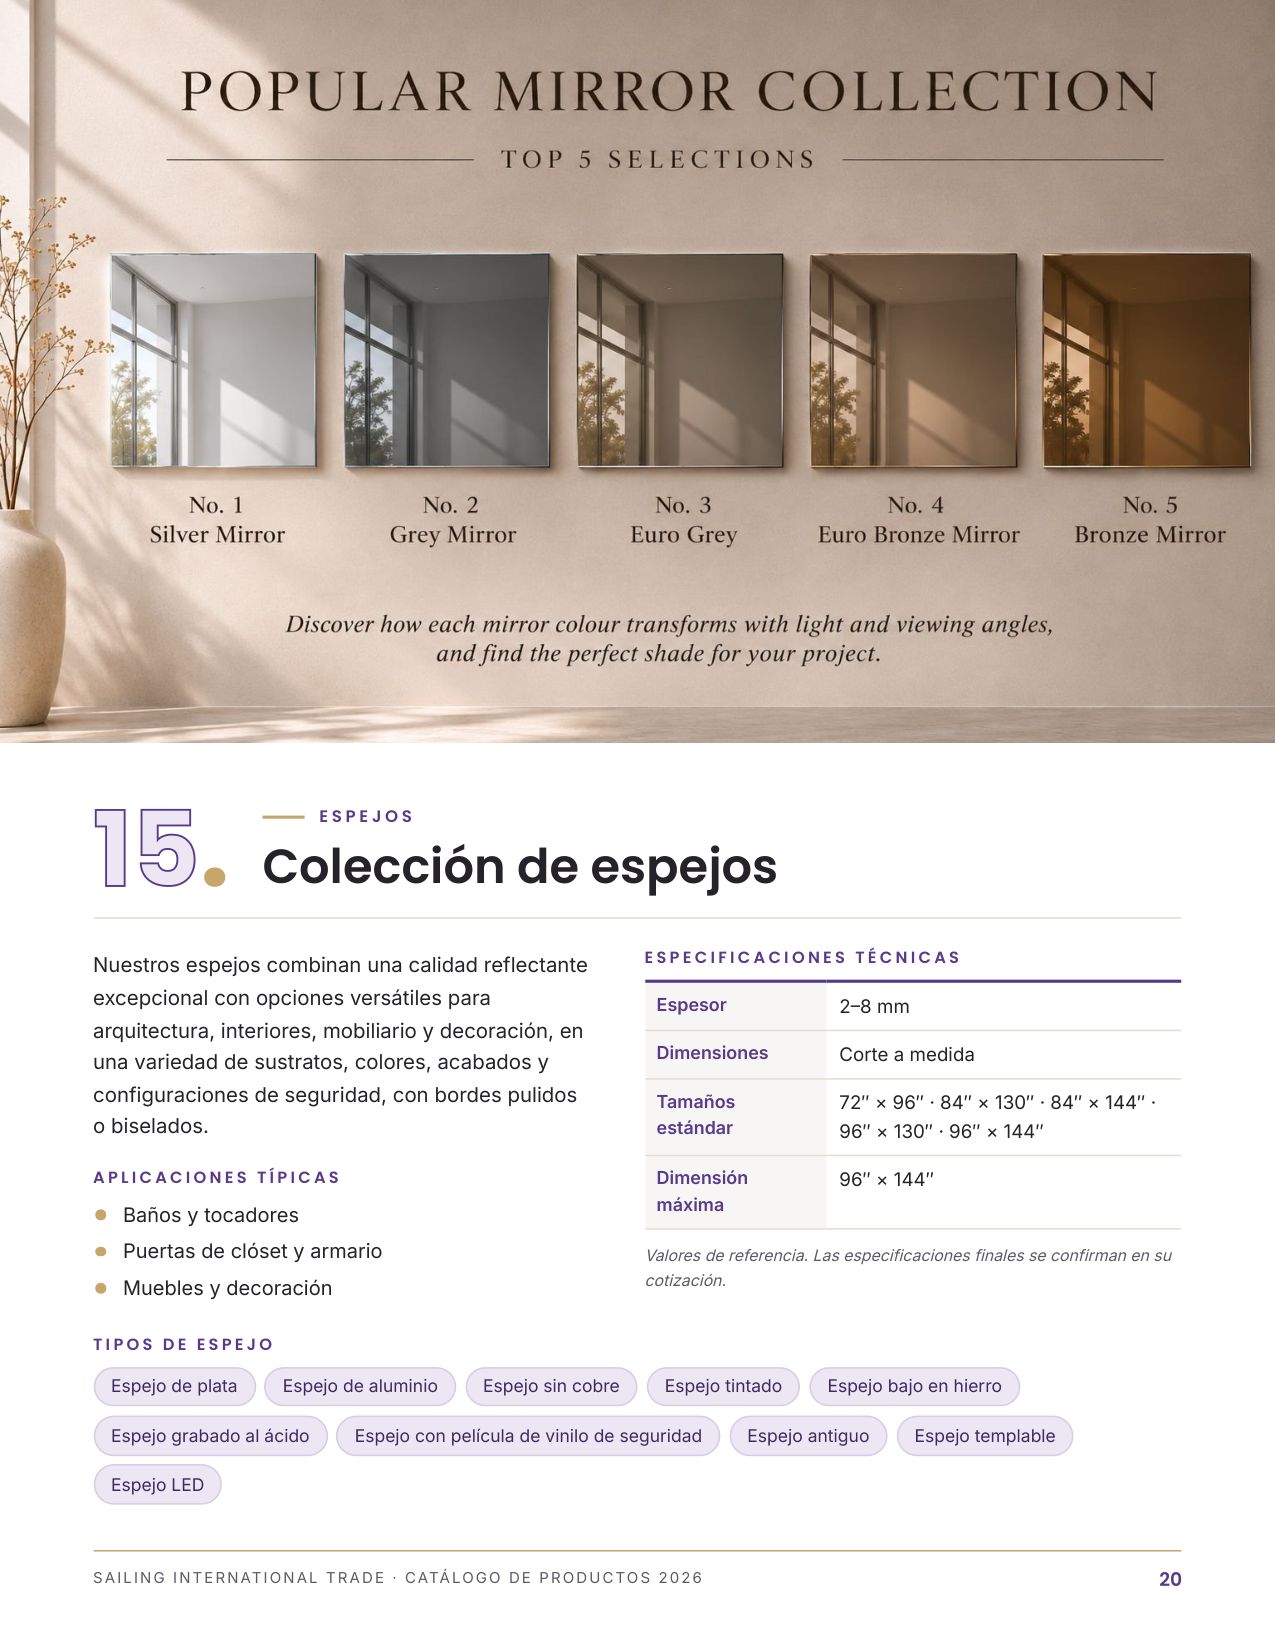 POPULAR MIRROR COLLECTION
TOP 5 SELECTIONS
No. 1
Silver Mirror
No. 2
Grey Mirror
No. 3
Euro Grey
No. 4
Euro Bronze Mirror
No. 5
Bronze Mirror
Discover how each mirror colour transforms with light and viewing angles,
and find the perfect shade for your project.
15.
ESPEJOS
Colección de espejos
Nuestros espejos combinan una calidad reflectante
excepcional con opciones versátiles para
arquitectura, interiores, mobiliario y decoración, en
una variedad de sustratos, colores, acabados y
configuraciones de seguridad, con bordes pulidos
o biselados.
APLICACIONES TÍPICAS
Baños y tocadores
Puertas de clóset y armario
Muebles y decoración
ESPECIFICACIONES TÉCNICAS
Espesor
2–8 mm
Dimensiones
Corte a medida
Tamaños
estándar
72″ × 96″ · 84″ × 130″ · 84″ × 144″ ·
96″ × 130″ · 96″ × 144″
Dimensión
máxima
96″ × 144″
Valores de referencia. Las especificaciones finales se confirman en su
cotización.
TIPOS DE ESPEJO
Espejo de plata
Espejo de aluminio
Espejo sin cobre
Espejo tintado
Espejo bajo en hierro
Espejo grabado al ácido
Espejo con película de vinilo de seguridad
Espejo antiguo
Espejo templable
Espejo LED
SAILING INTERNATIONAL TRADE · CATÁLOGO DE PRODUCTOS 2026
20